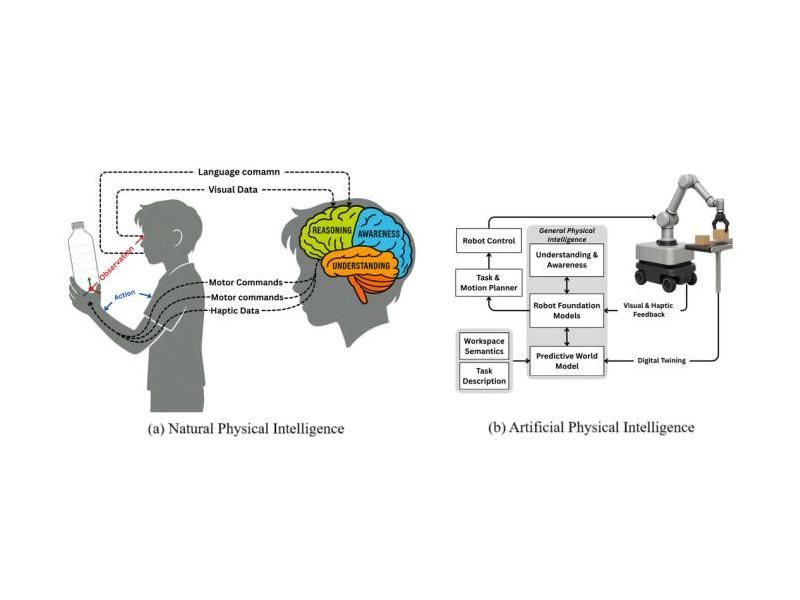 Language comamn
Visual Data
Observation
Action
Motor Commands
Motor commands
Haptic Data
REASONING
AWARENESS
UNDERSTANDING
(a) Natural Physical Intelligence
Robot Control
Task &
Motion Planner
Workspace
Semantics
Task
Description
General Physical
Intelligence
Understanding &
Awareness
Robot Foundation
Models
Predictive World
Model
Visual & Haptic
Feedback
Digital Twining
(b) Artificial Physical Intelligence